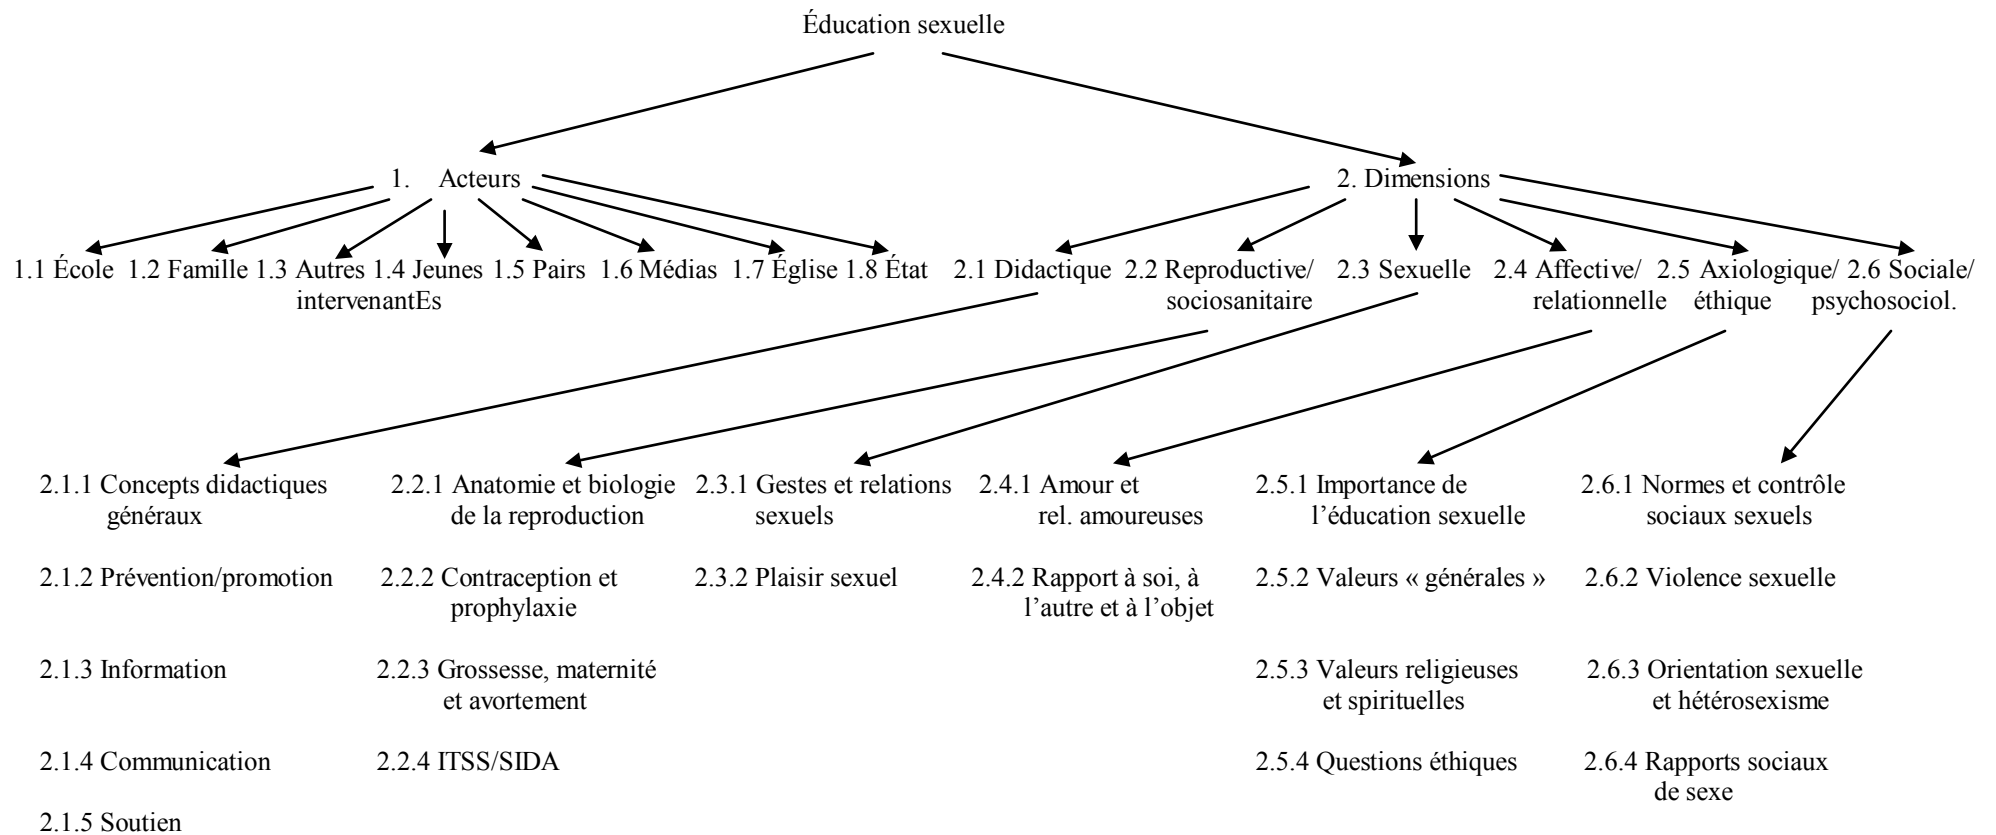 Éducation sexuelle
1. Acteurs
2. Dimensions
1.1 École 1.2 Famille 1.3 Autres 1.4 Jeunes 1.5 Pairs 1.6 Médias 1.7 Église 1.8 État 2.1 Didactique 2.2 Reproductive/ 2.3 Sexuelle 2.4 Affective/ 2.5 Axiologique/ 2.6 Sociale/
intervenantEs sociosanitaire relationnelle éthique psychosociol.
2.1.1 Concepts didactiques 2.2.1 Anatomie et biologie 2.3.1 Gestes et relations 2.4.1 Amour et 2.5.1 Importance de 2.6.1 Normes et contrôle
généraux de la reproduction sexuels rel. amoureuses l’éducation sexuelle sociaux sexuels
2.1.2 Prévention/promotion 2.2.2 Contraception et 2.3.2 Plaisir sexuel 2.4.2 Rapport à soi, à 2.5.2 Valeurs « générales » 2.6.2 Violence sexuelle
prophylaxie l’autre et à l’objet
2.1.3 Information 2.2.3 Grossesse, maternité 2.5.3 Valeurs religieuses 2.6.3 Orientation sexuelle
et avortement et spirituelles et hétérosexisme
2.1.4 Communication 2.2.4 ITSS/SIDA 2.5.4 Questions éthiques 2.6.4 Rapports sociaux
de sexe
2.1.5 Soutien